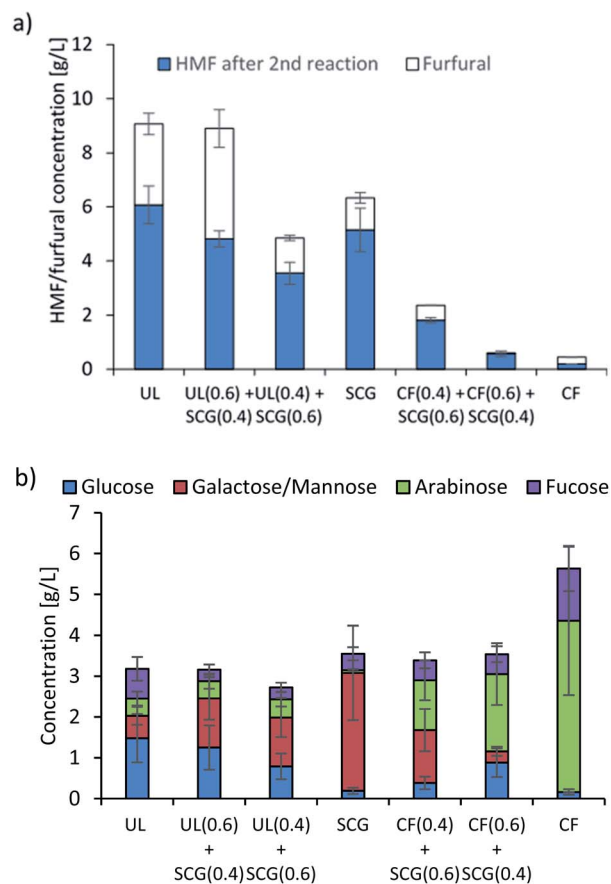 a)
12
HMF after 2nd reaction Furfural
10
8
6
4
2
0
HMF/furfural concentration [g/L]
UL UL(0.6) +UL(0.4) + SCG CF(0.4) +CF(0.6) + CF
SCG(0.4) SCG(0.6) SCG(0.6) SCG(0.4)
b)
Glucose Galactose/Mannose Arabinose Fucose
7
6
5
4
3
2
1
0
Concentration [g/L]
UL UL(0.6) UL(0.4) SCG CF(0.4) CF(0.6) CF
+ + + +
SCG(0.4) SCG(0.6) SCG(0.6) SCG(0.4)